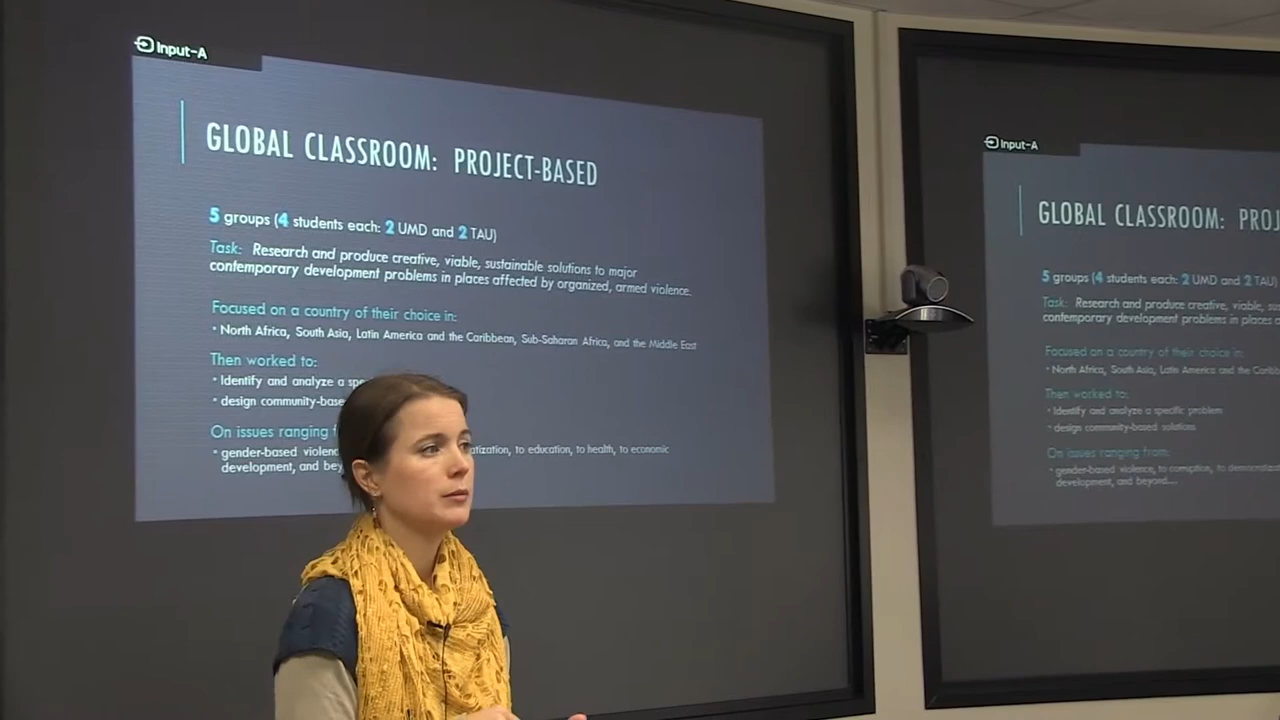 Input-A
GLOBAL CLASSROOM: PROJECT-BASED
5 groups (4 students each: 2 UMD and 2 TAU)
Task: Research and produce creative, viable, sustainable solutions to major
contemporary development problems in places affected by organized, armed violence.
Focused on a country of their choice in:
• North Africa, South Asia, Latin America and the Caribbean, Sub-Saharan Africa, and the Middle East
Then worked to:
• Identify and analyze a spe
• design community-base
On issues ranging f
• gender-based violenc atization, to education, to health, to economic
development, and bey
Input-A
GLOBAL CLASSROOM: PROJ
5 groups (4 students each: 2 UMD and 2 TAU)
Task: Research and produce creative, viable, su
contemporary development problems in places
Focused on a country of their choice in:
• North Africa, South Asia, Latin America and the Caribb
Then worked to:
• Identify and analyze a specific problem
• design community-based solutions
On issues ranging from:
• gender-based violence, to corruption, to democratiza
development, and beyond....